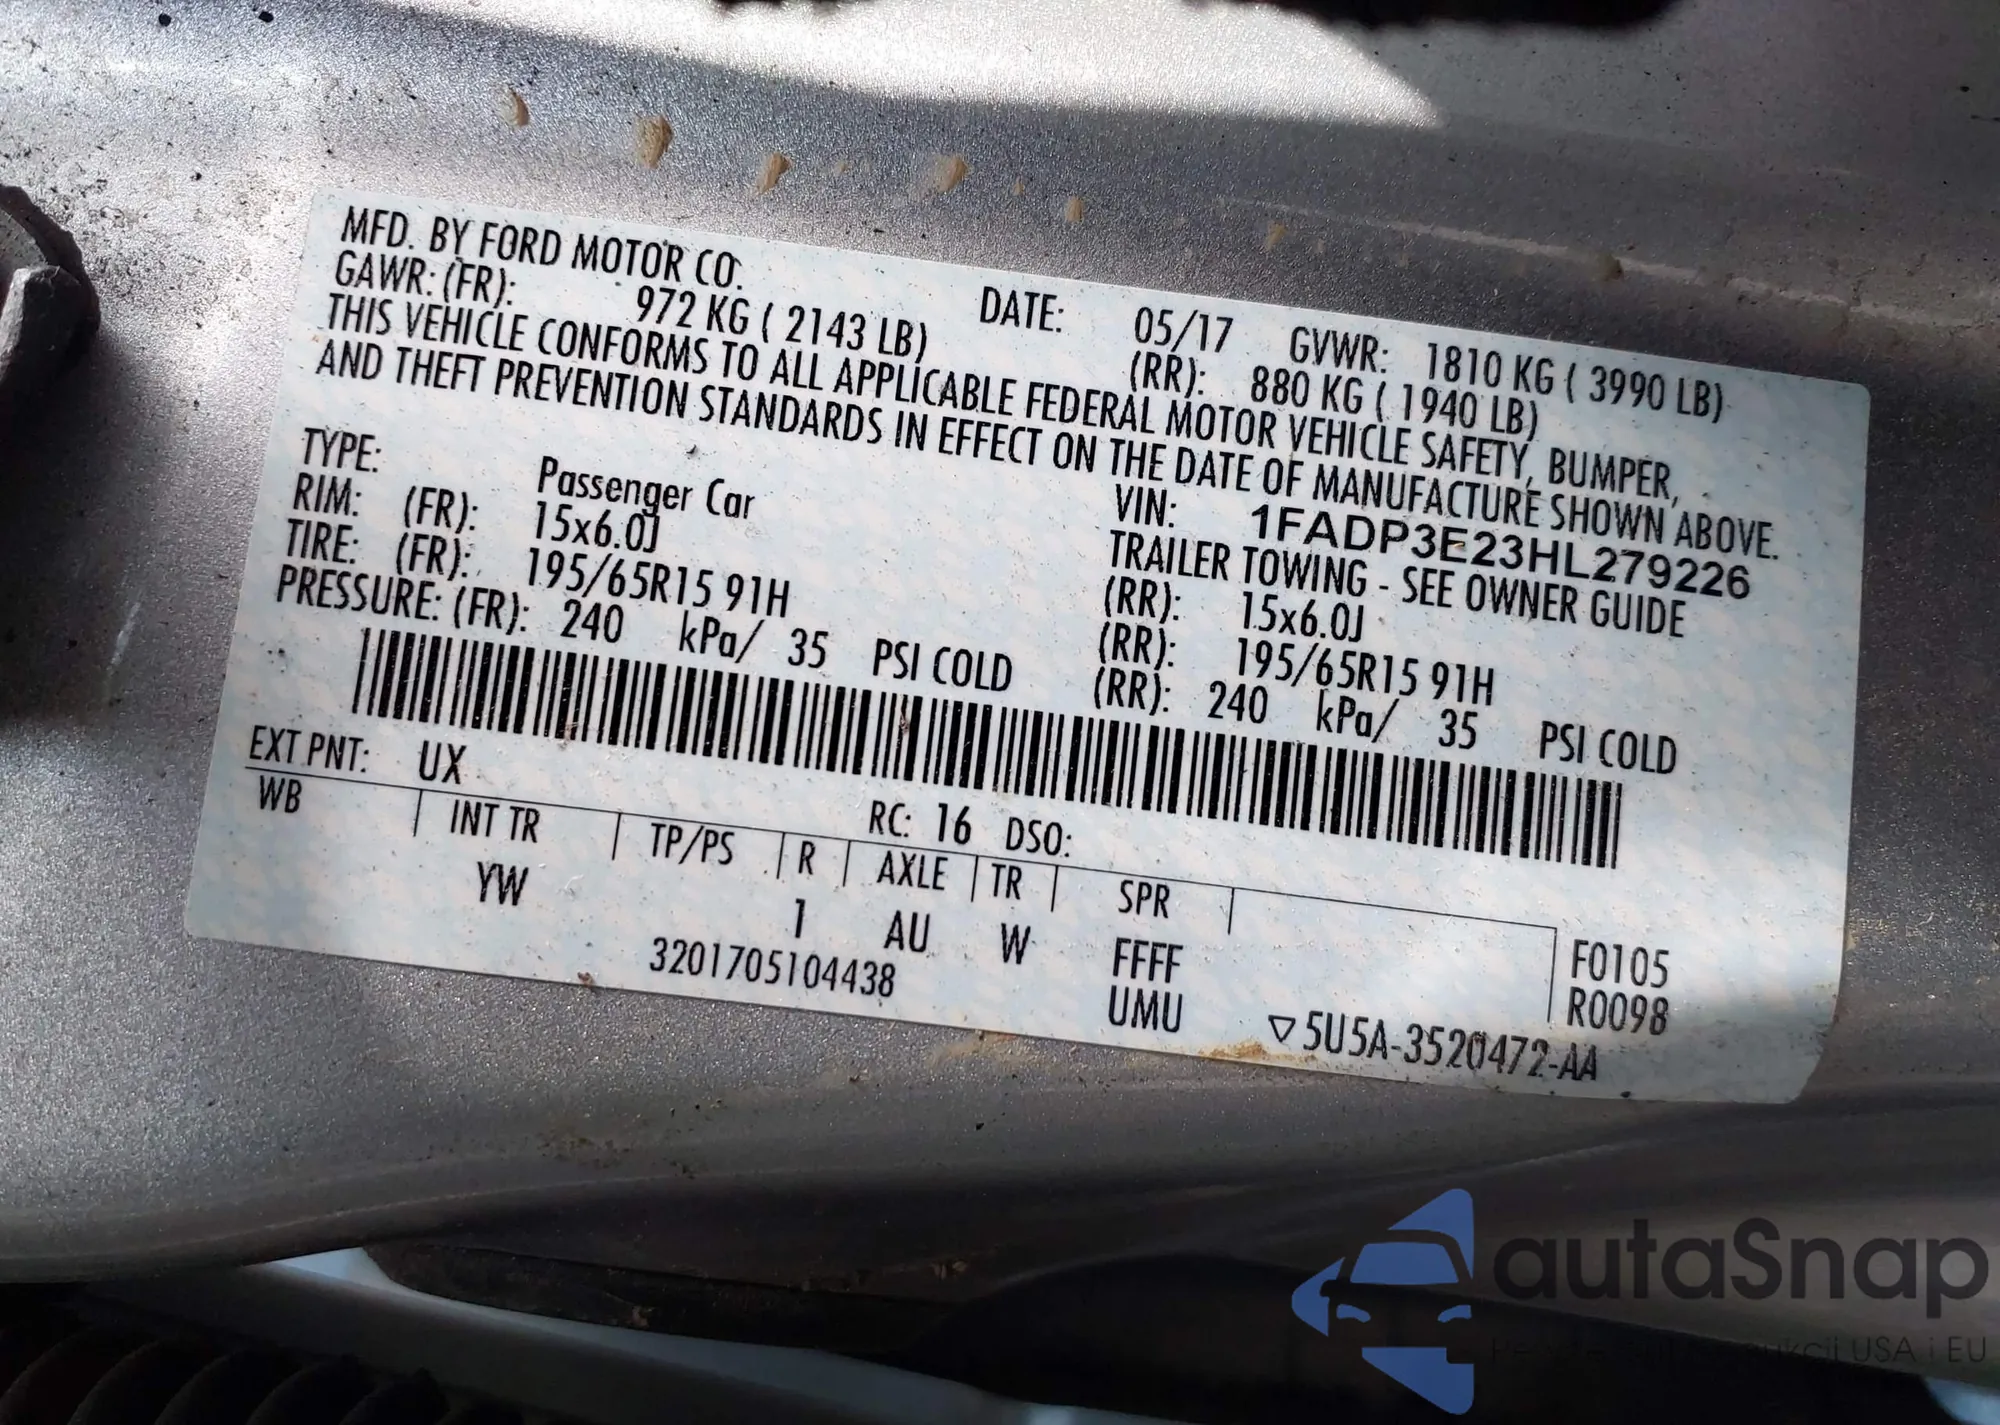 MFD. BY FORD MOTOR CO. DATE: 05/17 GVWR: 1810 KG ( 3990 LB)
GAWR: (FR): 972 KG ( 2143 LB) (RR): 880 KG ( 1940 LB)
THIS VEHICLE CONFORMS TO ALL APPLICABLE FEDERAL MOTOR VEHICLE SAFETY, BUMPER,
AND THEFT PREVENTION STANDARDS IN EFFECT ON THE DATE OF MANUFACTURE SHOWN ABOVE.
VIN: 1FADP3E23HL279226
TYPE: Passenger Car TRAILER TOWING - SEE OWNER GUIDE
RIM: (FR): 15x6.0J (RR): 15x6.0J
TIRE: (FR): 195/65R15 91H (RR): 195/65R15 91H
PRESSURE: (FR): 240 kPa/ 35 PSI COLD (RR): 240 kPa/ 35 PSI COLD
EXT PNT: UX RC: 16 DSO:
WB INT TR TP/PS R AXLE TR SPR
YW 1 AU W FFFF F0105
3201705104438 UMU R0098
▽5U5A-3520472-AA
autaSnap
USA i EU